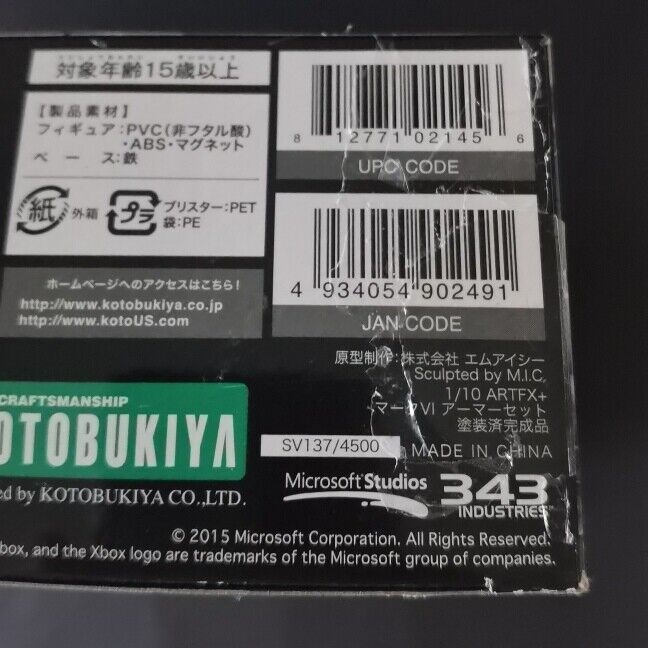 対象年齢15歳以上
【製品素材】
フィギュア:PVC(非フタル酸)
・ABS・マグネット
ベース:鉄
紙 外箱
プラ ブリスター:PET
袋:PE
ホームページへのアクセスはこちら!
http://www.kotobukiya.co.jp
http://www.kotoUS.com
8 12771 02145 6
UPC CODE
4 934054 902491
JAN CODE
原型制作:株式会社 エムアイシー
Sculpted by M.I.C.
1/10 ARTFX+
マークVI アーマーセット
塗装済完成品
CRAFTSMANSHIP
OTOBUKIYA
ed by KOTOBUKIYA CO.,LTD.
SV137/4500
MADE IN CHINA
Microsoft Studios
343
INDUSTRIES
© 2015 Microsoft Corporation. All Rights Reserved.
box, and the Xbox logo are trademarks of the Microsoft group of companies.